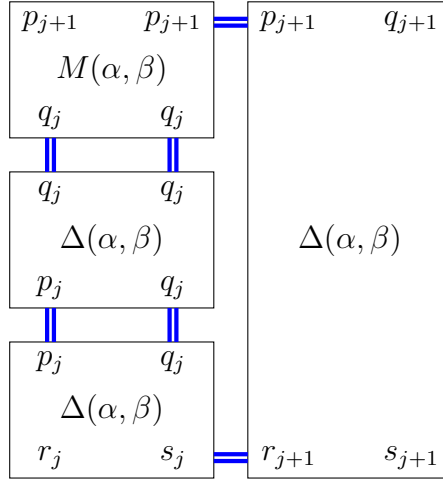 p_{j+1} p_{j+1} p_{j+1} q_{j+1}
M(α, β)
q_j q_j
q_j q_j
Δ(α, β) Δ(α, β)
p_j q_j
p_j q_j
Δ(α, β)
r_j s_j r_{j+1} s_{j+1}